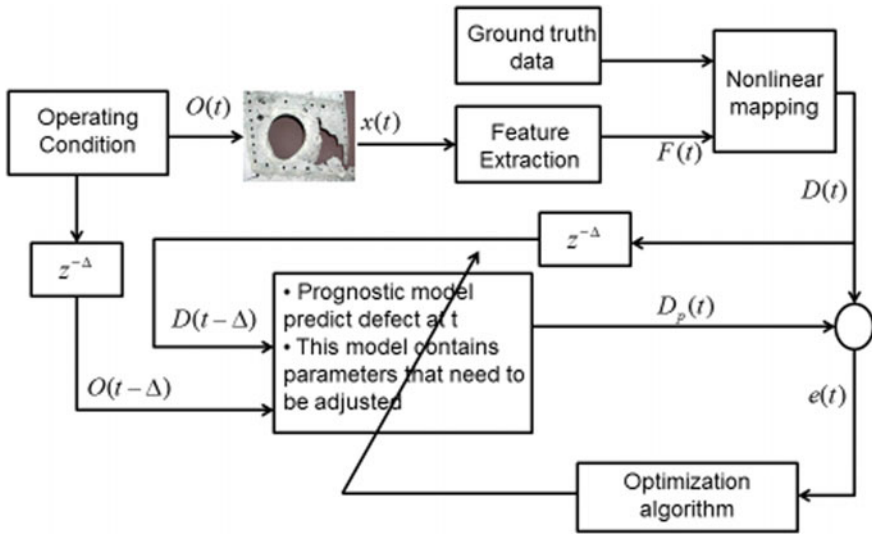 Ground truth
data
Nonlinear
mapping
Operating
Condition
O(t)
x(t)
Feature
Extraction
F(t)
D(t)
z^{-Δ}
z^{-Δ}
• Prognostic model
predict defect at t
• This model contains
parameters that need to
be adjusted
D(t − Δ)
D_p(t)
O(t − Δ)
e(t)
Optimization
algorithm